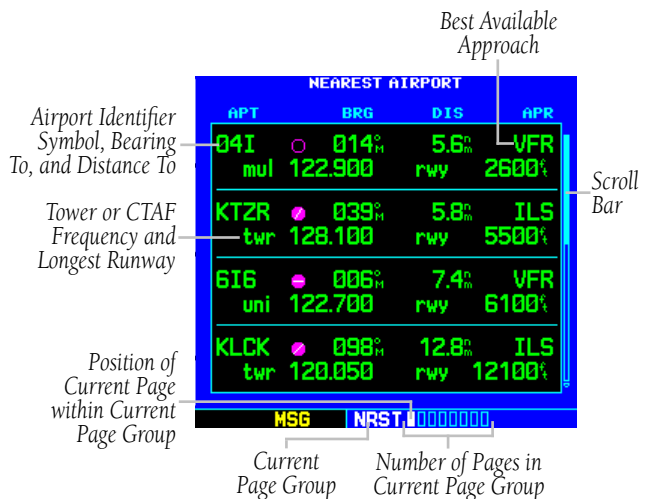 Best Available
Approach
NEAREST AIRPORT
APT BRG DIS APR
Airport Identifier
Symbol, Bearing
To, and Distance To
04I 014°M 5.6nm VFR
mul 122.900 rwy 2600ft
Scroll
Bar
KTZR 039°M 5.8nm ILS
twr 128.100 rwy 5500ft
Tower or CTAF
Frequency and
Longest Runway
6I6 006°M 7.4nm VFR
uni 122.700 rwy 6100ft
KLCK 098°M 12.8nm ILS
twr 120.050 rwy 12100ft
Position of
Current Page
within Current
Page Group
MSG NRST
Current
Page Group
Number of Pages in
Current Page Group